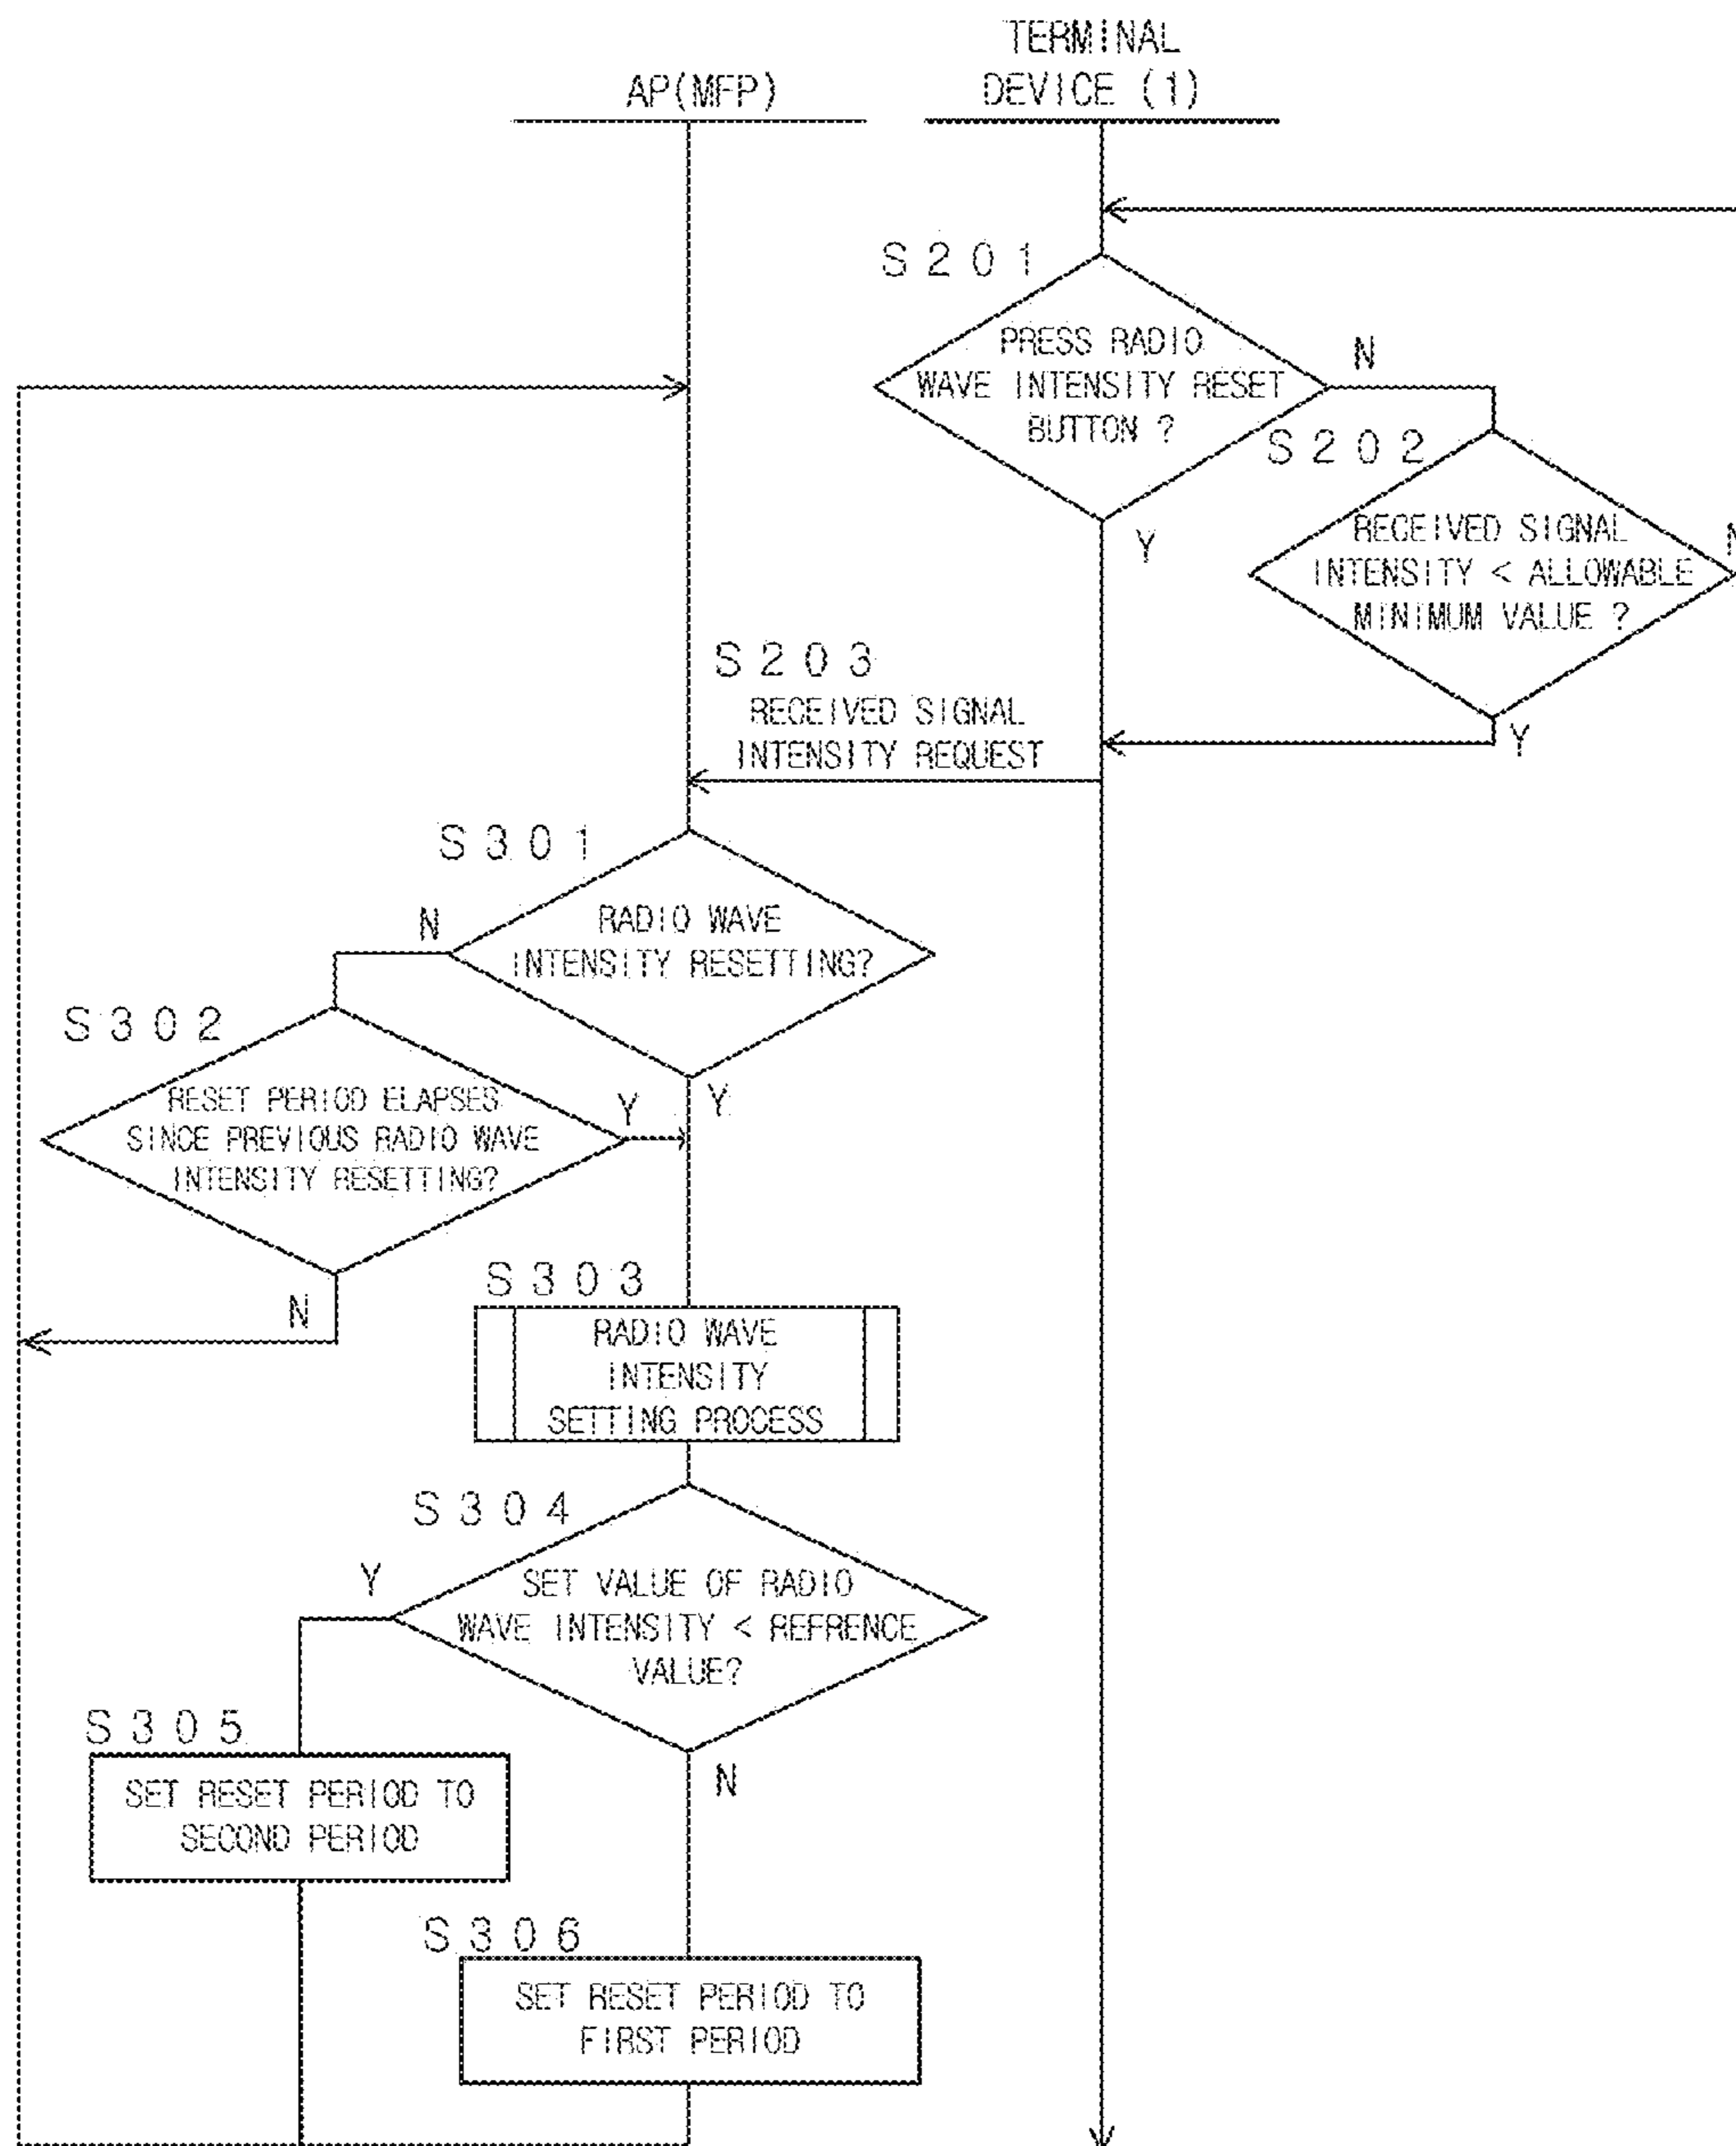 TERMINAL
DEVICE (1)
AP(MFP)
S201
PRESS RADIO
WAVE INTENSITY RESET
BUTTON ?
N
Y
S202
RECEIVED SIGNAL
INTENSITY < ALLOWABLE
MINIMUM VALUE ?
N
Y
S203
RECEIVED SIGNAL
INTENSITY REQUEST
S301
RADIO WAVE
INTENSITY RESETTING?
N
Y
S302
RESET PERIOD ELAPSES
SINCE PREVIOUS RADIO WAVE
INTENSITY RESETTING?
Y
N
S303
RADIO WAVE
INTENSITY
SETTING PROCESS
S304
SET VALUE OF RADIO
WAVE INTENSITY < REFRENCE
VALUE?
Y
N
S305
SET RESET PERIOD TO
SECOND PERIOD
S306
SET RESET PERIOD TO
FIRST PERIOD